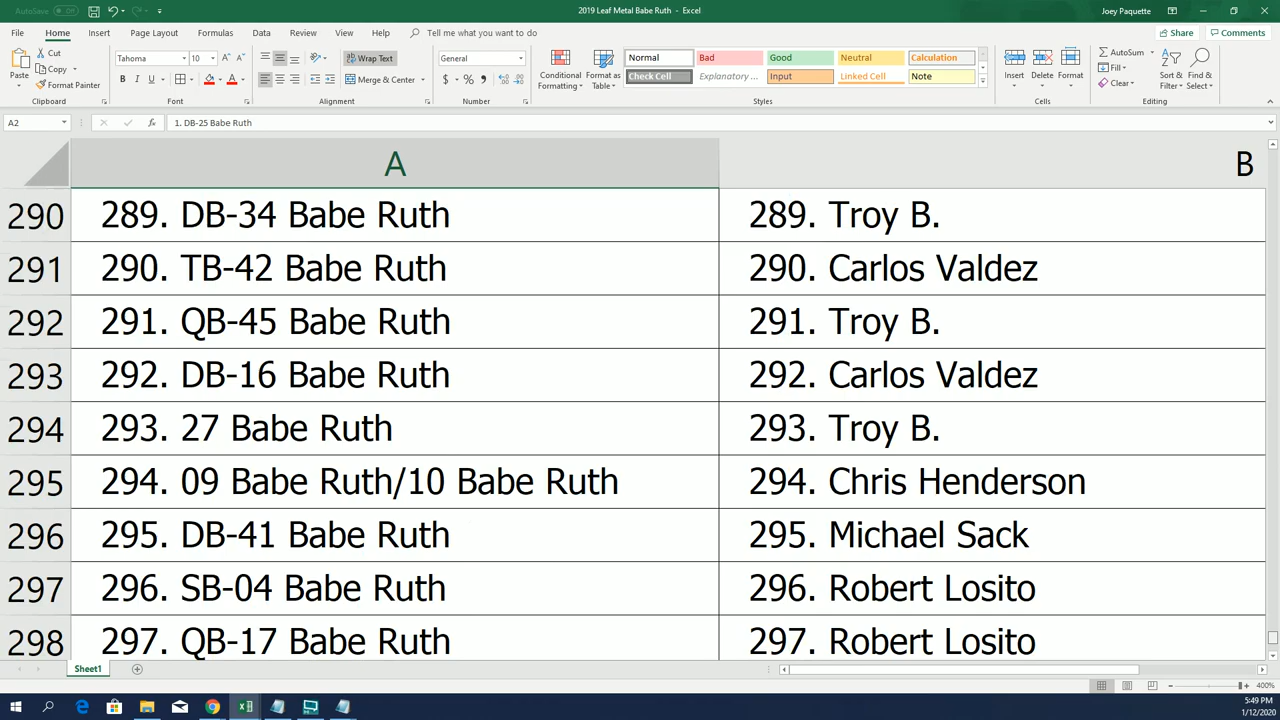 AutoSave Off 2019 Leaf Metal Babe Ruth - Excel Joey Paquette
File Home Insert Page Layout Formulas Data Review View Help Tell me what you want to do Share Comments
Paste Cut Copy Format Painter Clipboard
Tahoma 10 B I U A Font
Wrap Text Merge & Center Alignment
General $ % Number
Conditional Formatting Format as Table
Normal Bad Good Neutral Calculation
Check Cell Explanatory ... Input Linked Cell Note
Styles
Insert Delete Format Cells
AutoSum Fill Clear Sort & Filter Find & Select Editing
A2 fx 1. DB-25 Babe Ruth
A B
290 289. DB-34 Babe Ruth 289. Troy B.
291 290. TB-42 Babe Ruth 290. Carlos Valdez
292 291. QB-45 Babe Ruth 291. Troy B.
293 292. DB-16 Babe Ruth 292. Carlos Valdez
294 293. 27 Babe Ruth 293. Troy B.
295 294. 09 Babe Ruth/10 Babe Ruth 294. Chris Henderson
296 295. DB-41 Babe Ruth 295. Michael Sack
297 296. SB-04 Babe Ruth 296. Robert Losito
298 297. QB-17 Babe Ruth 297. Robert Losito
Sheet1
400%
5:49 PM
1/12/2020